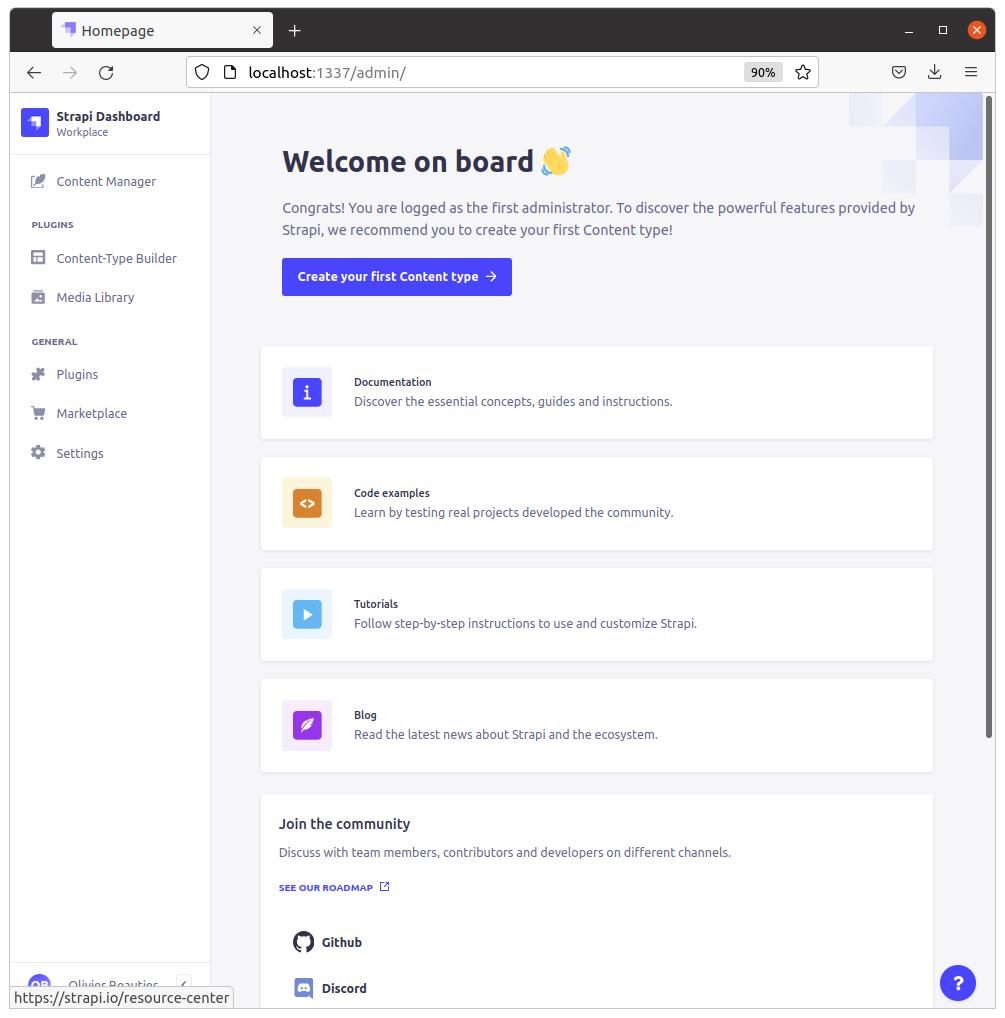 Homepage
localhost:1337/admin/
90%
Strapi Dashboard
Workplace
Content Manager
PLUGINS
Content-Type Builder
Media Library
GENERAL
Plugins
Marketplace
Settings
Welcome on board
Congrats! You are logged as the first administrator. To discover the powerful features provided by
Strapi, we recommend you to create your first Content type!
Create your first Content type
Documentation
Discover the essential concepts, guides and instructions.
Code examples
Learn by testing real projects developed the community.
Tutorials
Follow step-by-step instructions to use and customize Strapi.
Blog
Read the latest news about Strapi and the ecosystem.
Join the community
Discuss with team members, contributors and developers on different channels.
SEE OUR ROADMAP
Github
Discord
?
OB
Olivier
https://strapi.io/resource-center